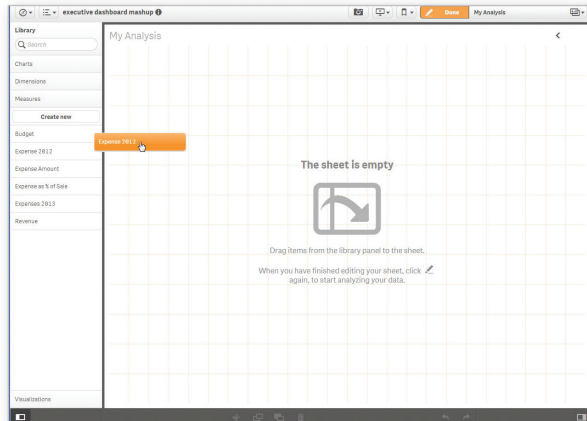 executive dashboard mashup
Done
My Analysis
Library
Search
Charts
Dimensions
Measures
Create new
Budget
Expense 2012
Expense Amount
Expense as % of Sale
Expenses 2013
Revenue
Visualizations
My Analysis
Expense 2012
The sheet is empty
Drag items from the library panel to the sheet.
When you have finished editing your sheet, click
again, to start analyzing your data.